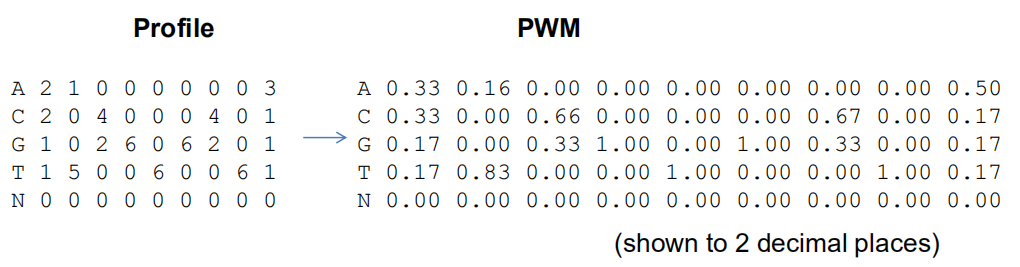 Profile PWM
A 2 1 0 0 0 0 0 0 3 A 0.33 0.16 0.00 0.00 0.00 0.00 0.00 0.00 0.50
C 2 0 4 0 0 0 4 0 1 C 0.33 0.00 0.66 0.00 0.00 0.00 0.67 0.00 0.17
G 1 0 2 6 0 6 2 0 1 G 0.17 0.00 0.33 1.00 0.00 1.00 0.33 0.00 0.17
T 1 5 0 0 6 0 0 6 1 T 0.17 0.83 0.00 0.00 1.00 0.00 0.00 1.00 0.17
N 0 0 0 0 0 0 0 0 0 N 0.00 0.00 0.00 0.00 0.00 0.00 0.00 0.00 0.00
(shown to 2 decimal places)